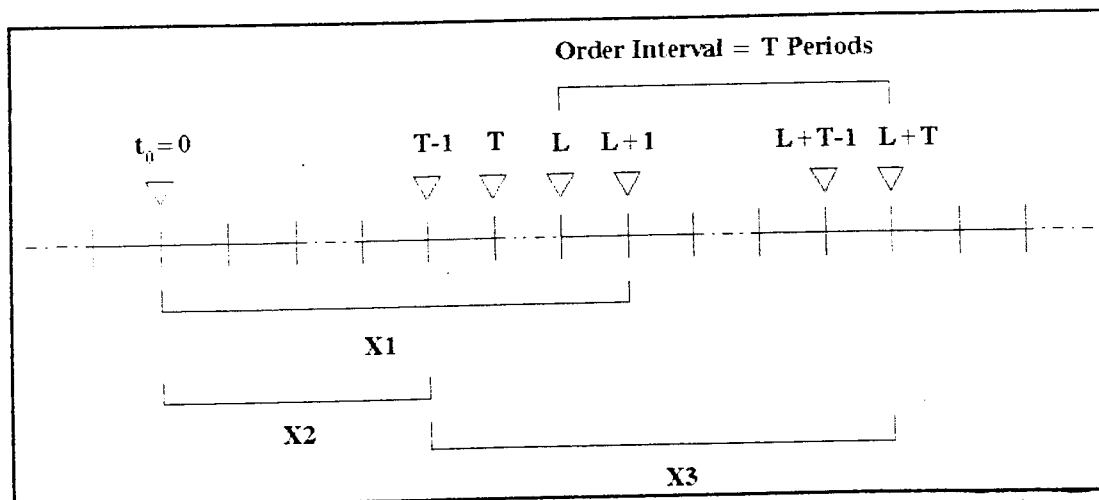 Order Interval = T Periods
t₀ = 0 T-1 T L L+1 L+T-1 L+T
X1
X2
X3